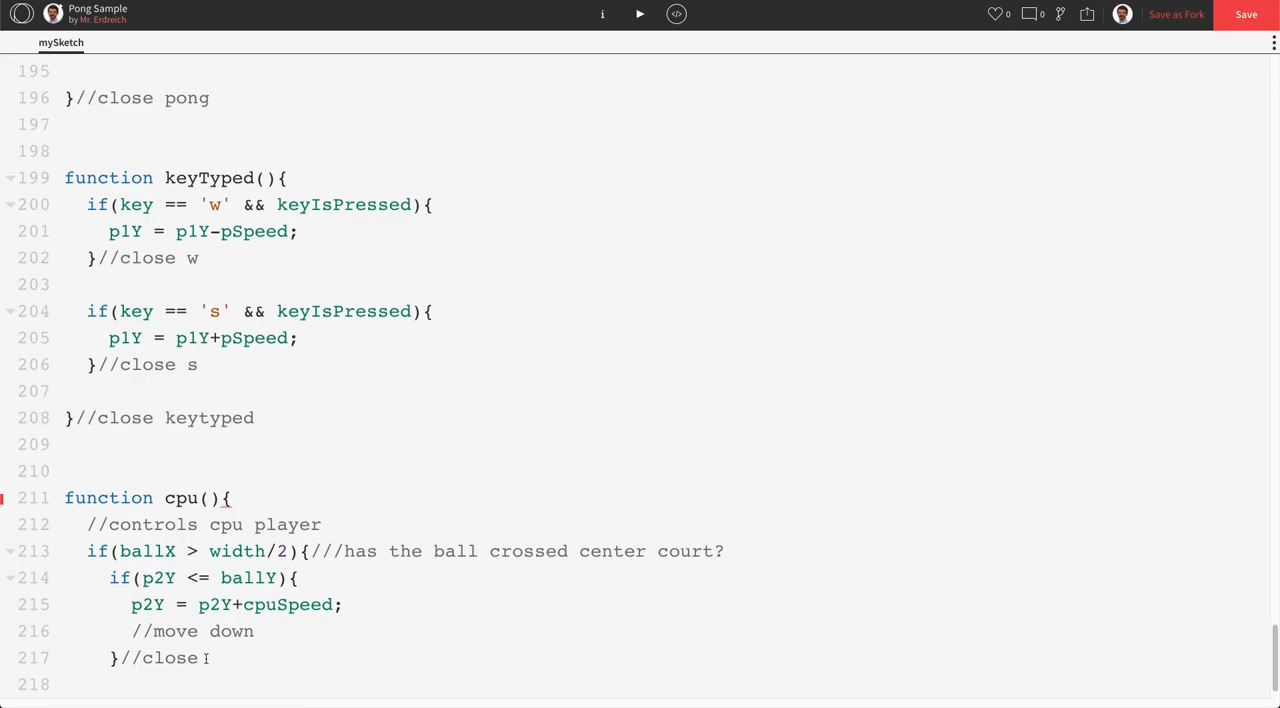 Pong Sample
by Mr. Erdreich
i
0
0
Save as Fork
Save
mySketch
195
196 }//close pong
197
198
199 function keyTyped(){
200 if(key == 'w' && keyIsPressed){
201 p1Y = p1Y-pSpeed;
202 }//close w
203
204 if(key == 's' && keyIsPressed){
205 p1Y = p1Y+pSpeed;
206 }//close s
207
208 }//close keytyped
209
210
211 function cpu(){
212 //controls cpu player
213 if(ballX > width/2){///has the ball crossed center court?
214 if(p2Y <= ballY){
215 p2Y = p2Y+cpuSpeed;
216 //move down
217 }//close
218